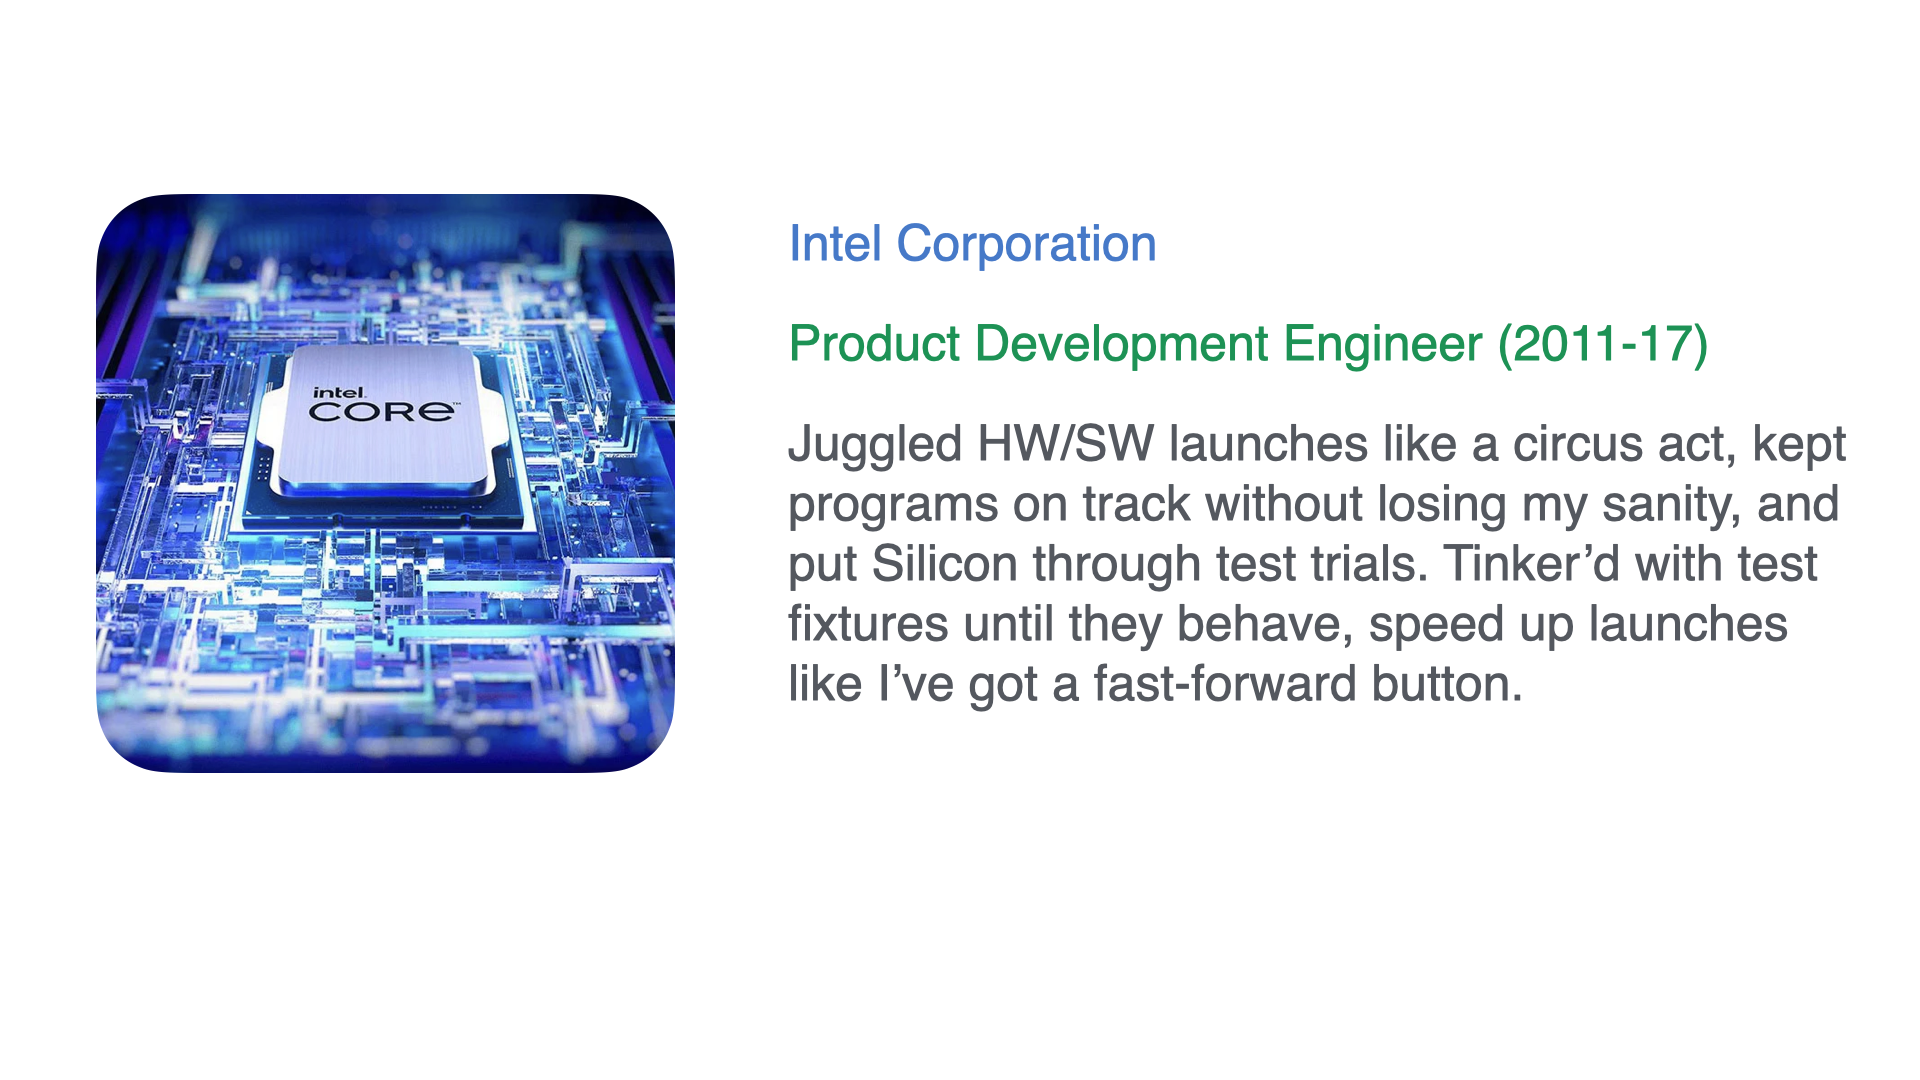 intel.
CORE™
Intel Corporation
Product Development Engineer (2011-17)
Juggled HW/SW launches like a circus act, kept
programs on track without losing my sanity, and
put Silicon through test trials. Tinker’d with test
fixtures until they behave, speed up launches
like I’ve got a fast-forward button.